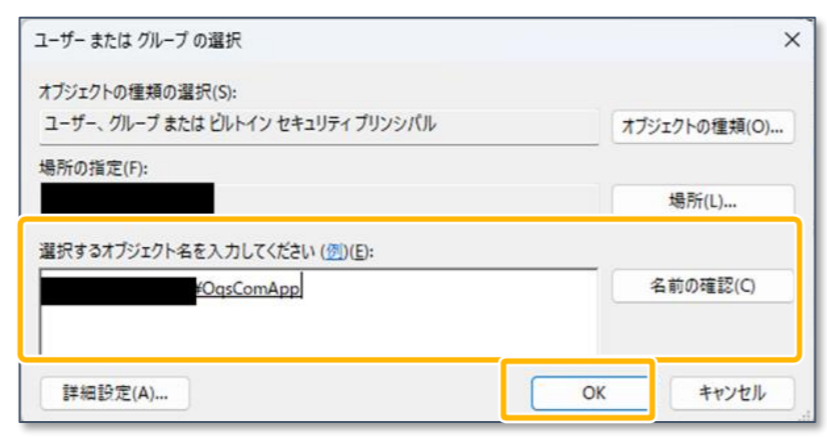 ユーザー または グループ の選択
オブジェクトの種類の選択(S):
ユーザー、グループ または ビルトイン セキュリティ プリンシパル
オブジェクトの種類(O)...
場所の指定(F):
場所(L)...
選択するオブジェクト名を入力してください (例)(E):
¥OqsComApp
名前の確認(C)
詳細設定(A)...
OK
キャンセル